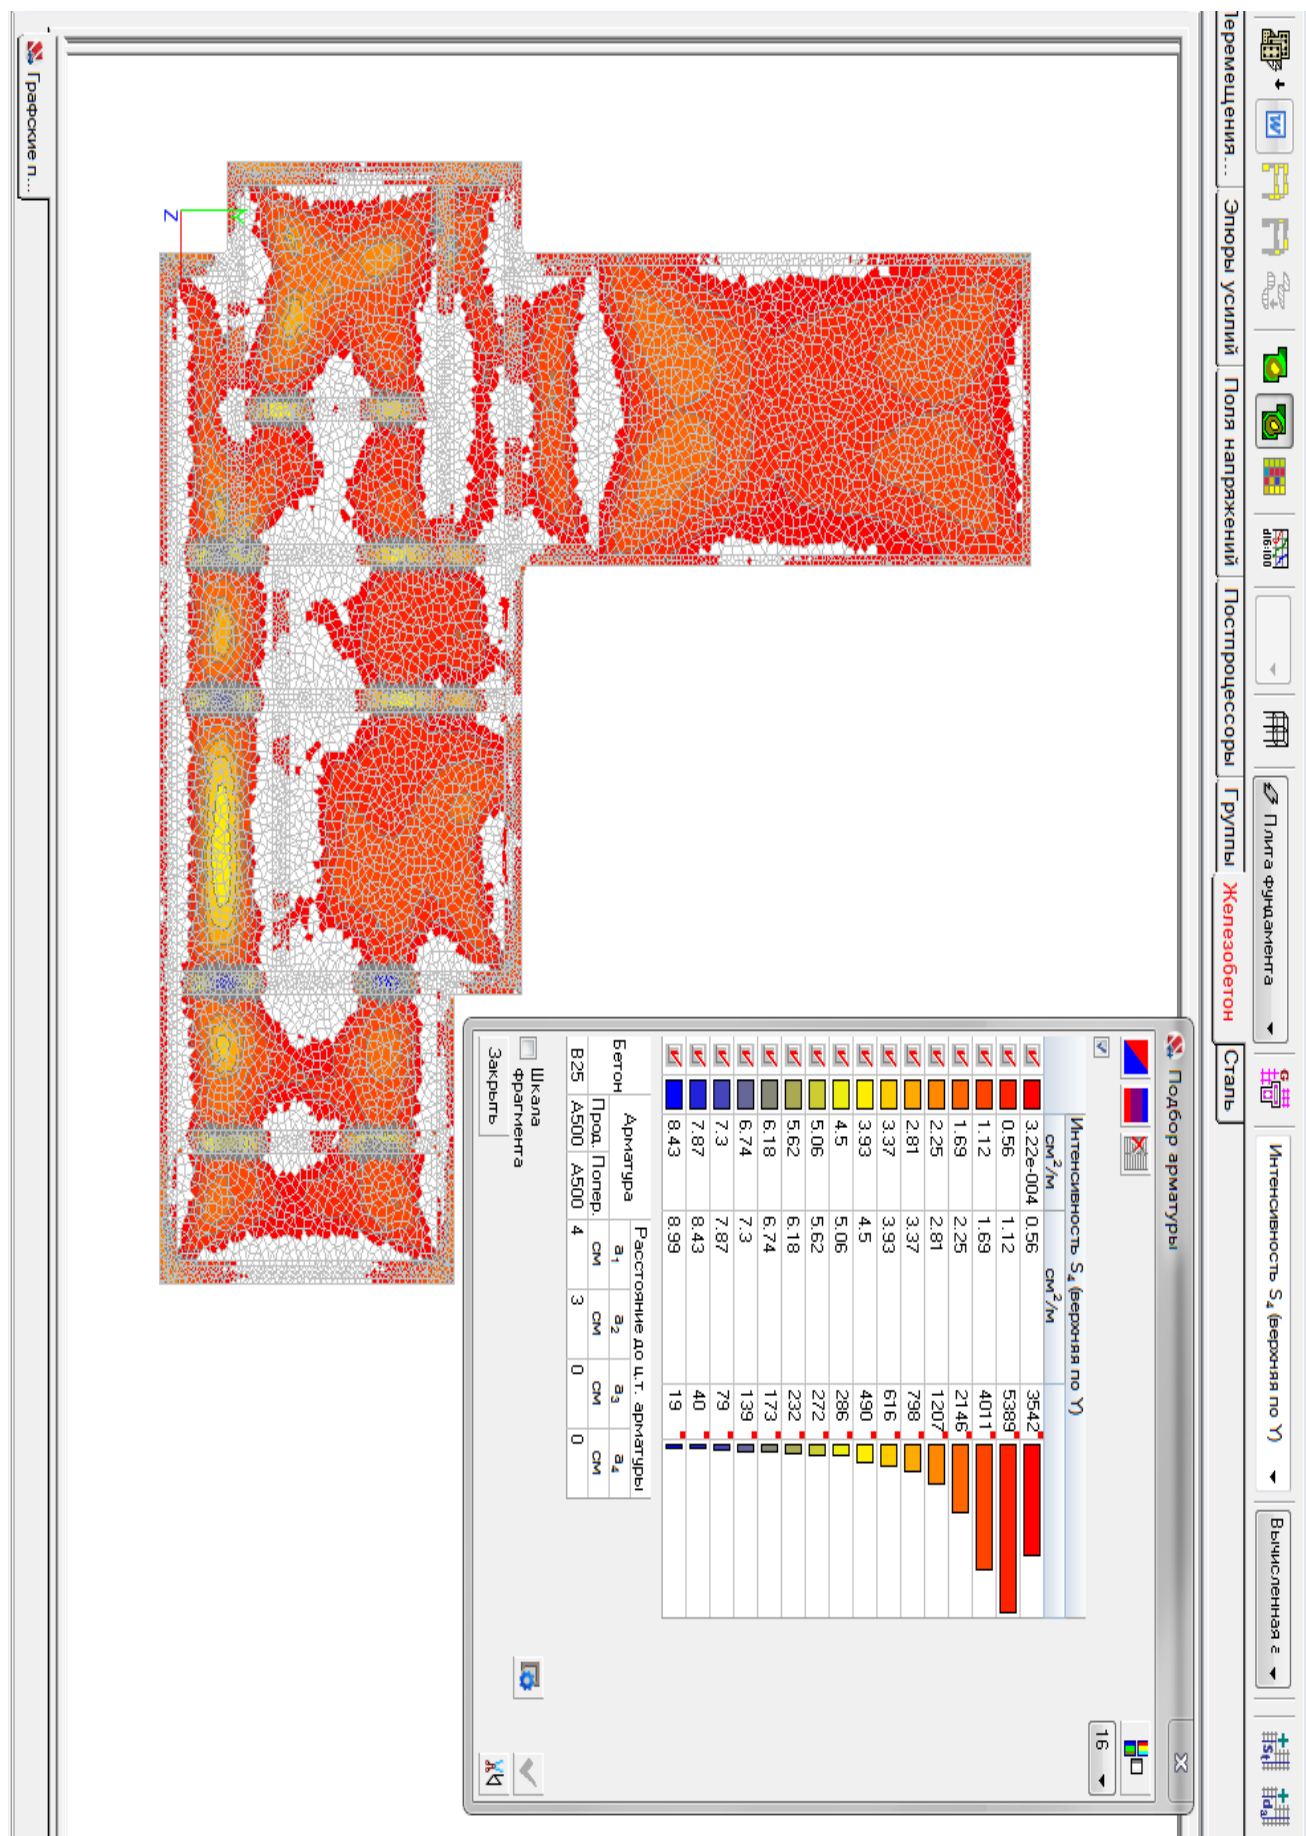 Плита фундамента
Интенсивность S4 (верхняя по Y)
Вычисленная
W
G
dl6:100
St
ds
Перемещения...
Эпюры усилий
Поля напряжений
Постпроцессоры
Группы
Железобетон
Сталь
Подбор арматуры
16
Интенсивность S4 (верхняя по Y)
см²/м см²/м
3.22e-004 0.56 3542
0.56 1.12 5389
1.12 1.69 4011
1.69 2.25 2146
2.25 2.81 1207
2.81 3.37 798
3.37 3.93 616
3.93 4.5 490
4.5 5.06 286
5.06 5.62 272
5.62 6.18 232
6.18 6.74 173
6.74 7.3 139
7.3 7.87 79
7.87 8.43 40
8.43 8.99 19
Бетон Арматура Расстояние до ц.т. арматуры
Прод. Попер. a1 a2 a3 a4
см см см см
B25 A500 A500 4 3 0 0
Шкала
фрагмента
Закрыть
Z
Y
Графские п...